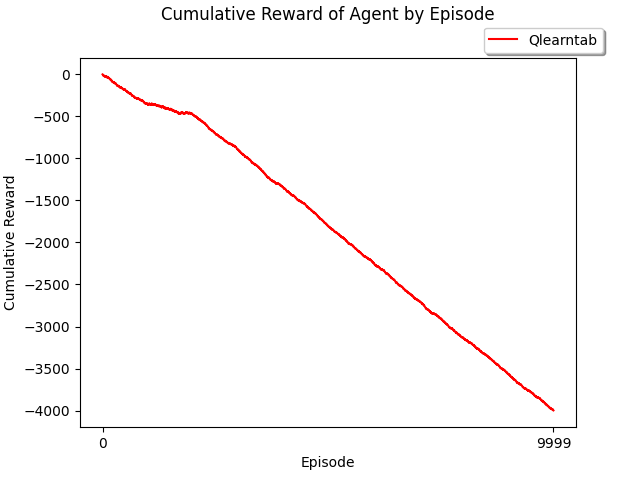 Cumulative Reward of Agent by Episode
Qlearntab
0
−500
−1000
−1500
−2000
−2500
−3000
−3500
−4000
Cumulative Reward
0
9999
Episode